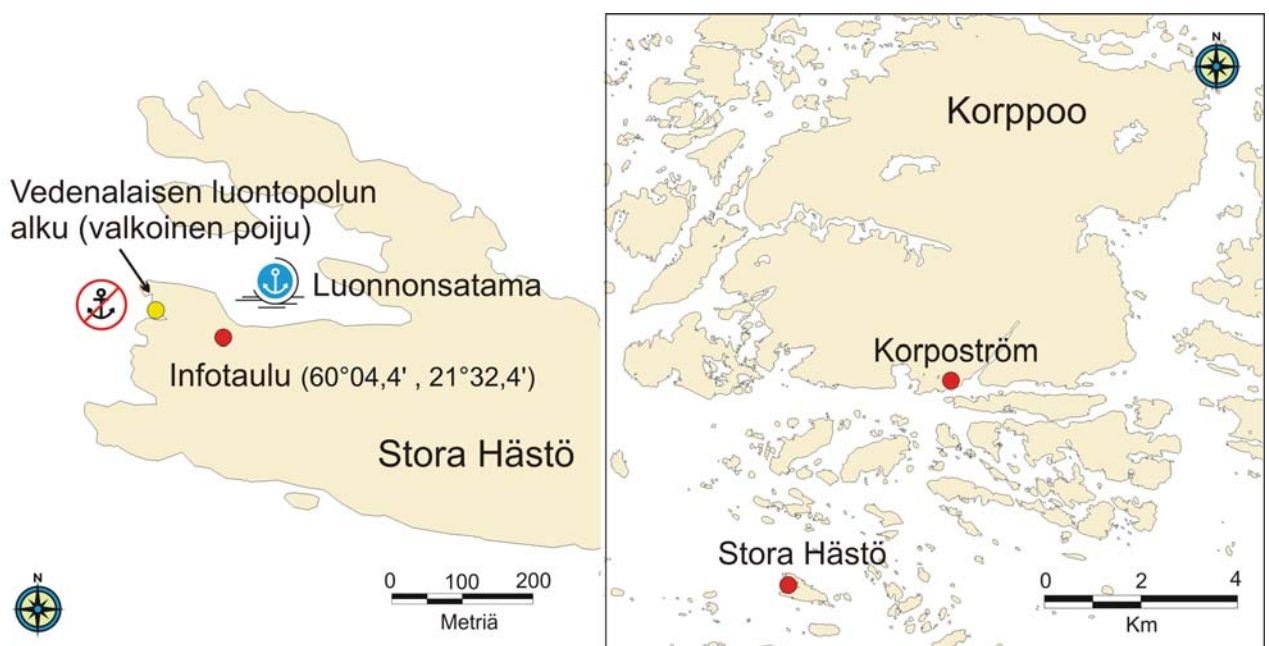 Vedenalaisen luontopolun
alku (valkoinen poiju)
Luonnonsatama
Infotaulu (60°04,4' , 21°32,4')
Stora Hästö
N
0 100 200
Metriä
N
Korppoo
Korpoström
Stora Hästö
0 2 4
Km